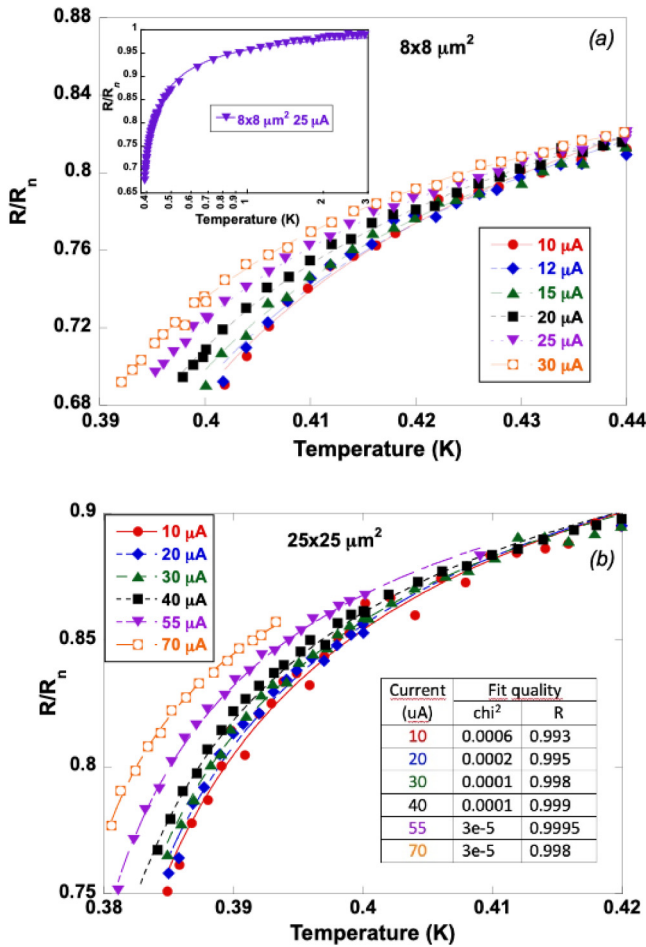 (a)
8x8 μm²
0.88
0.84
0.8
0.76
0.72
0.68
R/Rn
0.39
0.4
0.41
0.42
0.43
0.44
Temperature (K)
1
0.95
0.9
0.85
0.8
0.75
0.7
0.65
R/Rn
8x8 μm² 25 μA
0.4
0.5
0.6
0.7
0.8
0.9
1
2
3
Temperature (K)
10 μA
12 μA
15 μA
20 μA
25 μA
30 μA
(b)
25x25 μm²
0.9
0.85
0.8
0.75
R/Rn
0.38
0.39
0.4
0.41
0.42
Temperature (K)
10 μA
20 μA
30 μA
40 μA
55 μA
70 μA
Current (uA) Fit quality
chi² R
10 0.0006 0.993
20 0.0002 0.995
30 0.0001 0.998
40 0.0001 0.999
55 3e-5 0.9995
70 3e-5 0.998